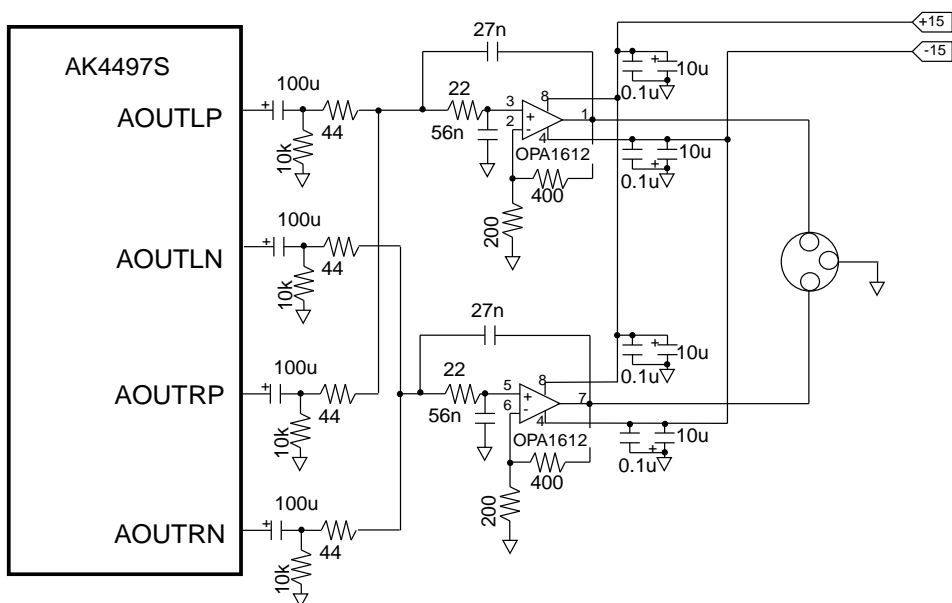 AK4497S
AOUTLP
AOUTLN
AOUTRP
AOUTRN
100u
44
10k
100u
44
10k
100u
44
10k
100u
44
10k
27n
22
56n
3
2
8
4
1
+
-
OPA1612
400
200
+15
-15
0.1u
+
10u
0.1u
+
10u
27n
22
56n
5
6
8
4
7
+
-
OPA1612
400
200
0.1u
+
10u
0.1u
+
10u
+
+
+
+